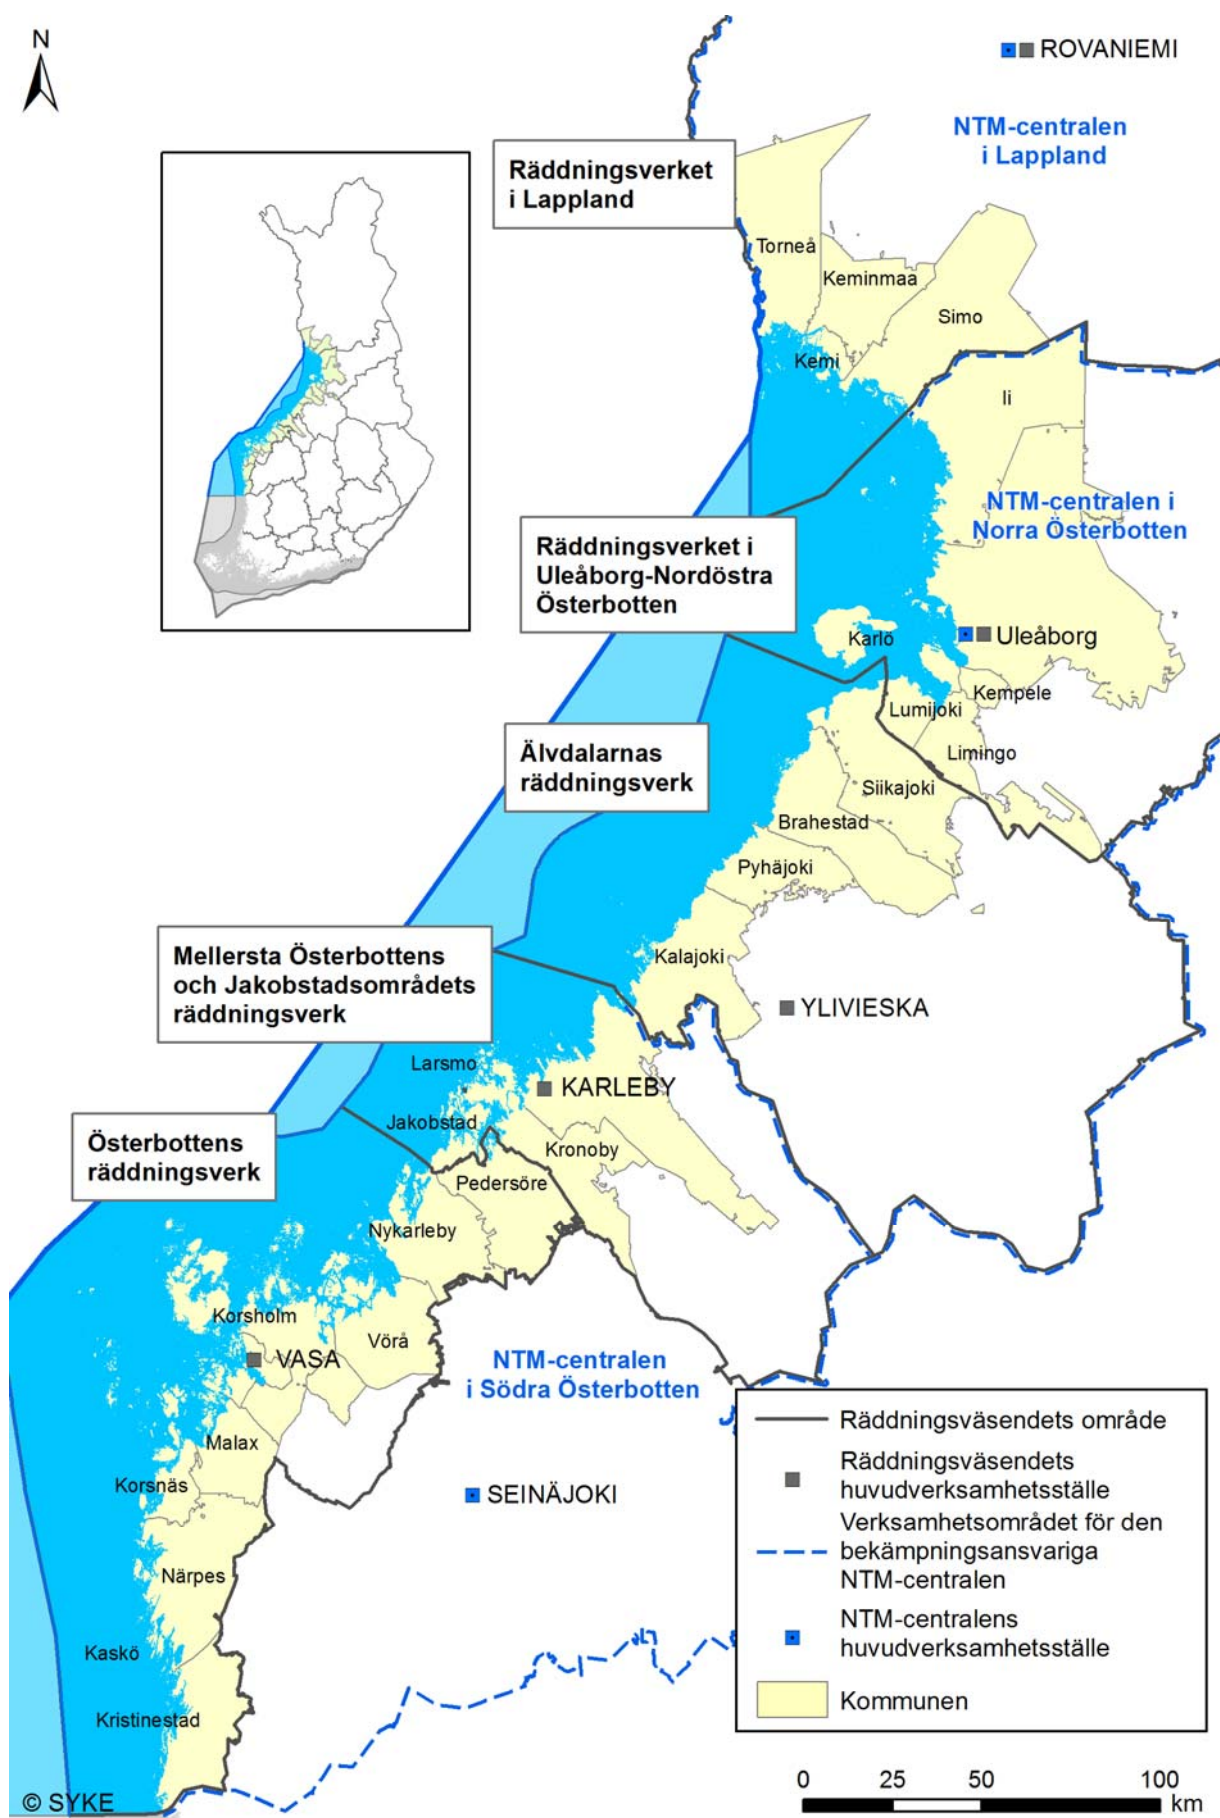 N
ROVANIEMI
NTM-centralen
i Lappland
Räddningsverket
i Lappland
Torneå
Keminmaa
Simo
Kemi
Ii
NTM-centralen i
Norra Österbotten
Räddningsverket i
Uleåborg-Nordöstra
Österbotten
Karlö
Uleåborg
Kempele
Lumijoki
Limingo
Älvdalarnas
räddningsverk
Siikajoki
Brahestad
Pyhäjoki
Mellersta Österbottens
och Jakobstadsområdets
räddningsverk
Kalajoki
YLIVIESKA
Larsmo
KARLEBY
Jakobstad
Österbottens
räddningsverk
Kronoby
Pedersöre
Nykarleby
Korsholm
Vörå
VASA
NTM-centralen
i Södra Österbotten
Malax
Korsnäs
SEINÄJOKI
Närpes
Kaskö
Kristinestad
Räddningsväsendets område
Räddningsväsendets
huvudverksamhetsställe
Verksamhetsområdet för den
bekämpningsansvariga
NTM-centralen
NTM-centralens
huvudverksamhetsställe
Kommunen
0 25 50 100
km
© SYKE